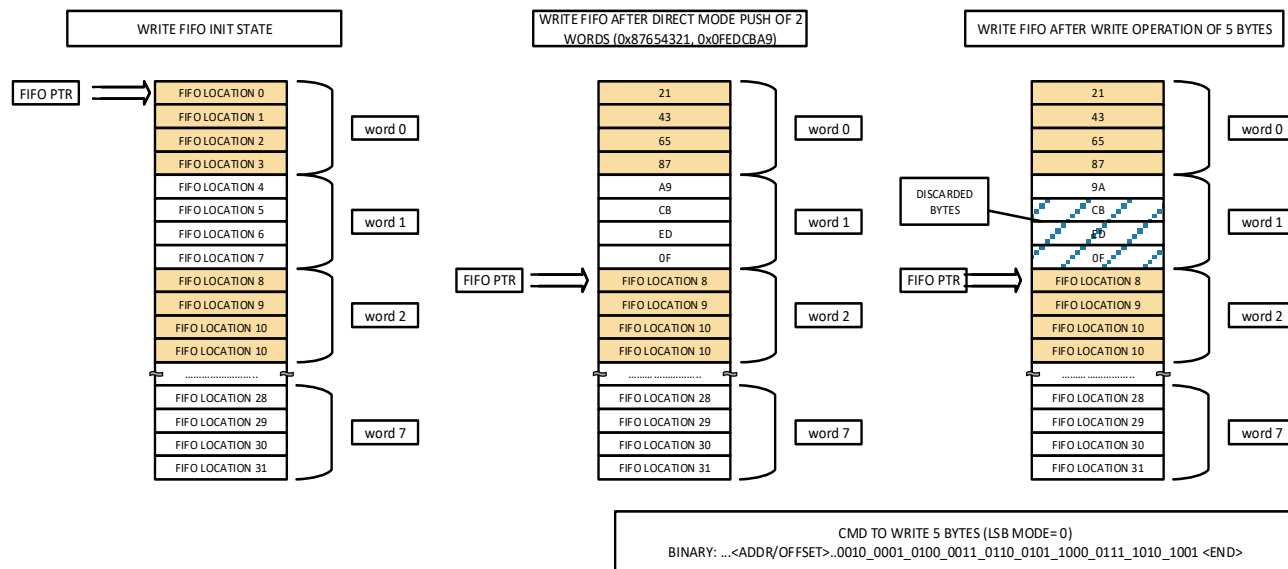 WRITE FIFO INIT STATE
FIFO PTR
FIFO LOCATION 0
FIFO LOCATION 1
FIFO LOCATION 2
FIFO LOCATION 3
FIFO LOCATION 4
FIFO LOCATION 5
FIFO LOCATION 6
FIFO LOCATION 7
FIFO LOCATION 8
FIFO LOCATION 9
FIFO LOCATION 10
FIFO LOCATION 10
..........................
FIFO LOCATION 28
FIFO LOCATION 29
FIFO LOCATION 30
FIFO LOCATION 31
word 0
word 1
word 2
word 7
WRITE FIFO AFTER DIRECT MODE PUSH OF 2
WORDS (0x87654321, 0x0FEDCBA9)
21
43
65
87
A9
CB
ED
0F
FIFO PTR
FIFO LOCATION 8
FIFO LOCATION 9
FIFO LOCATION 10
FIFO LOCATION 10
..........................
FIFO LOCATION 28
FIFO LOCATION 29
FIFO LOCATION 30
FIFO LOCATION 31
word 0
word 1
word 2
word 7
WRITE FIFO AFTER WRITE OPERATION OF 5 BYTES
21
43
65
87
9A
CB
ED
0F
DISCARDED
BYTES
FIFO PTR
FIFO LOCATION 8
FIFO LOCATION 9
FIFO LOCATION 10
FIFO LOCATION 10
..........................
FIFO LOCATION 28
FIFO LOCATION 29
FIFO LOCATION 30
FIFO LOCATION 31
word 0
word 1
word 2
word 7
CMD TO WRITE 5 BYTES (LSB MODE= 0)
BINARY: ...<ADDR/OFFSET>..0010_0001_0100_0011_0110_0101_1000_0111_1010_1001 <END>